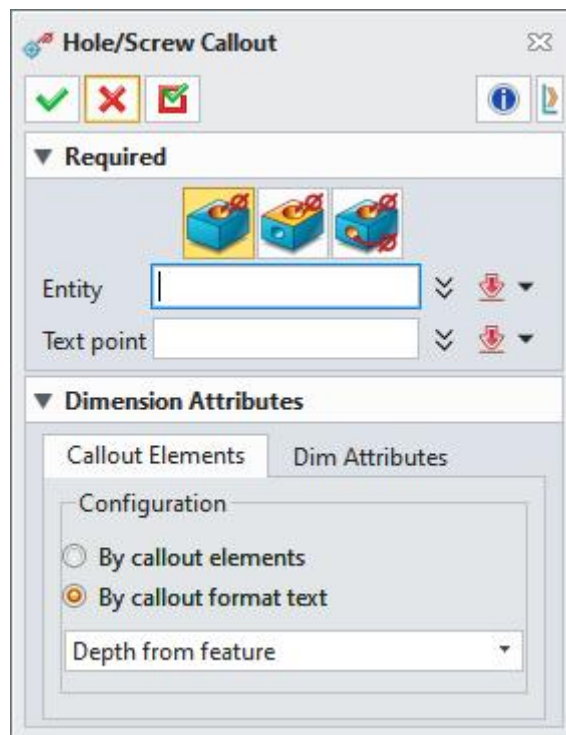 Hole/Screw Callout
Required
Entity
Text point
Dimension Attributes
Callout Elements Dim Attributes
Configuration
By callout elements
By callout format text
Depth from feature